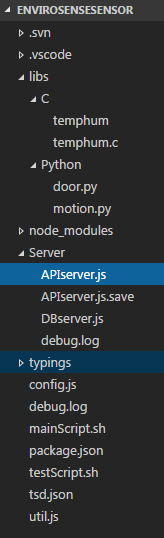 ENVIROSENSESENSOR
.svn
.vscode
libs
C
temphum
temphum.c
Python
door.py
motion.py
node_modules
Server
APIserver.js
APIserver.js.save
DBserver.js
debug.log
typings
config.js
debug.log
mainScript.sh
package.json
testScript.sh
tsd.json
util.js